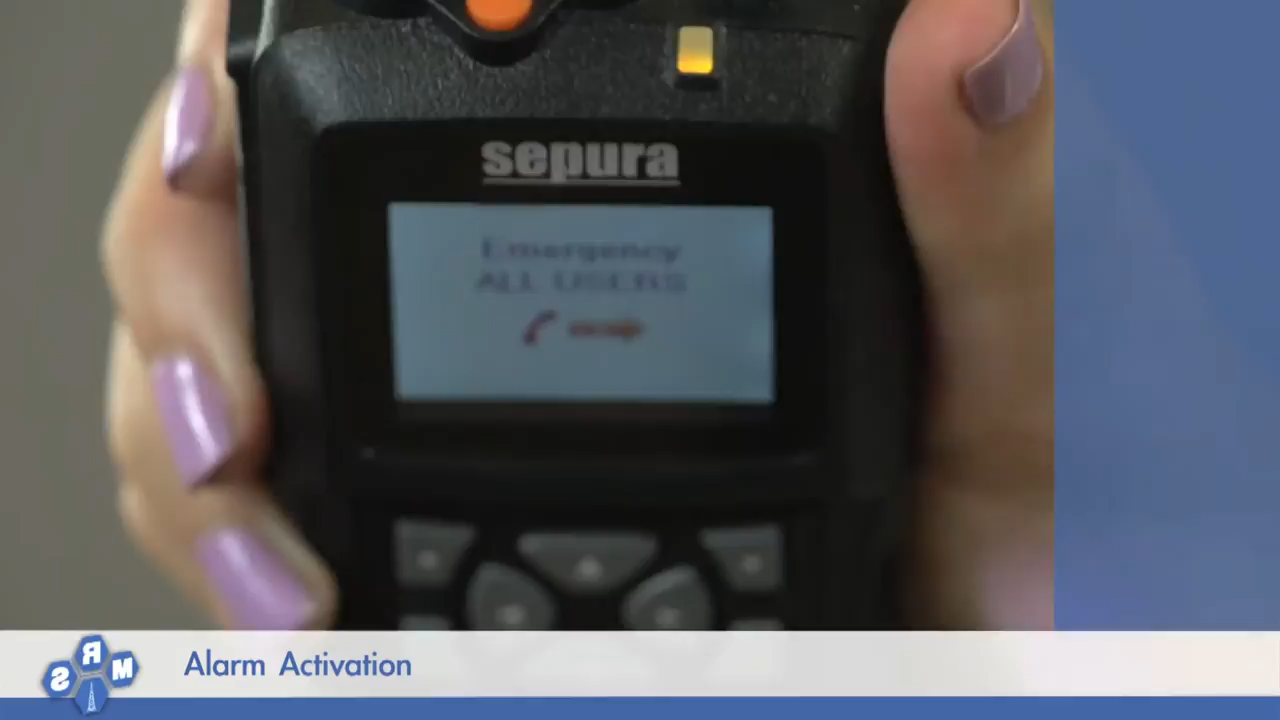 sepura
Emergency
ALL USERS
S R M
Alarm Activation